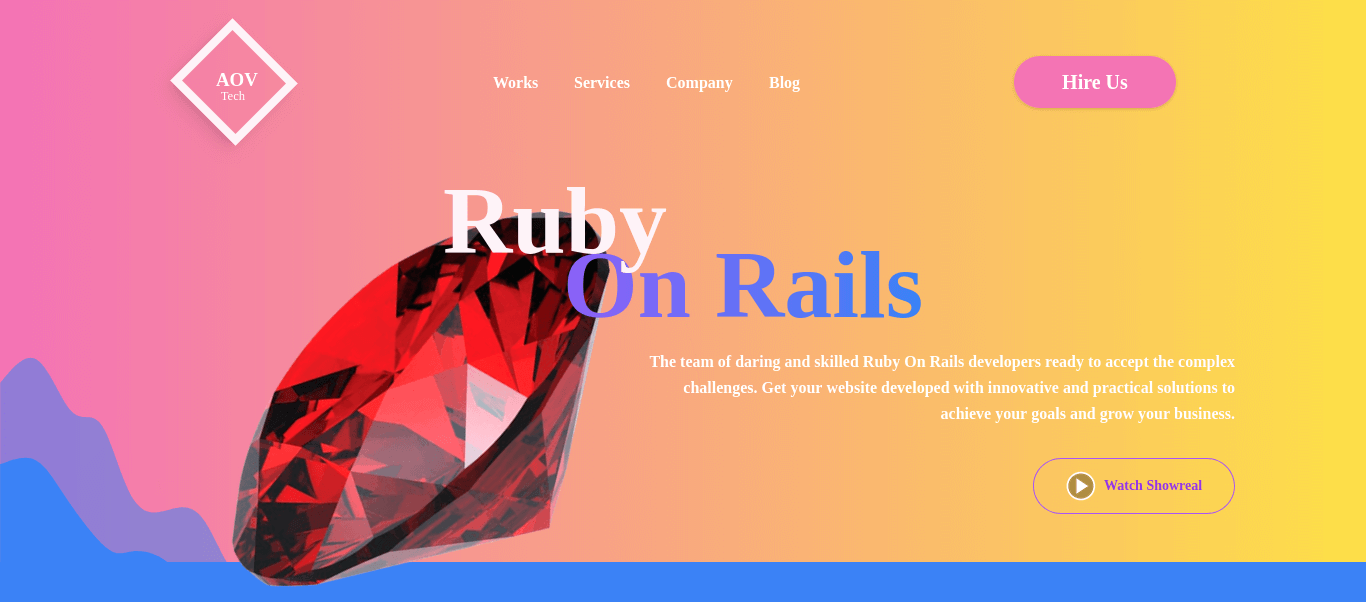 AOV
Tech
Works
Services
Company
Blog
Hire Us
Ruby
On Rails
The team of daring and skilled Ruby On Rails developers ready to accept the complex
challenges. Get your website developed with innovative and practical solutions to
achieve your goals and grow your business.
Watch Showreal